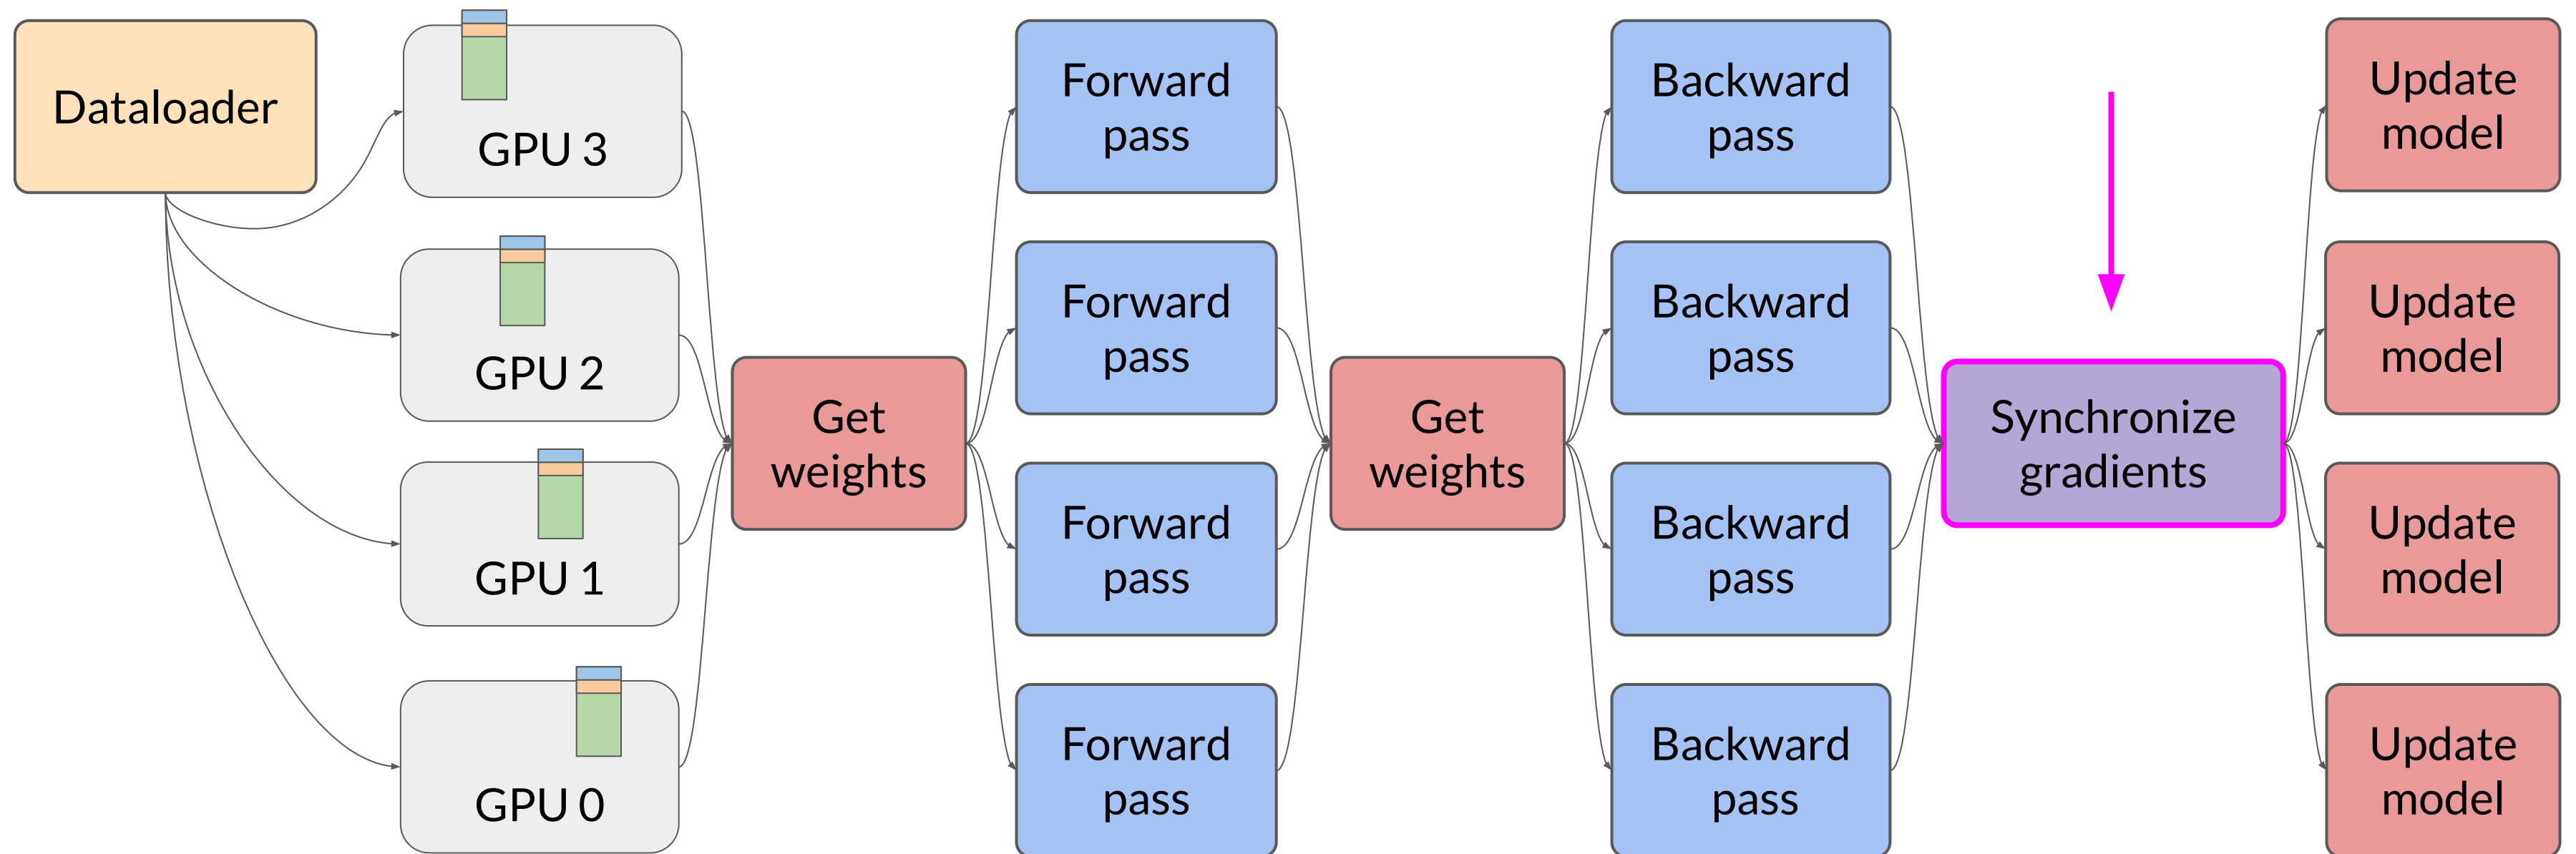 Dataloader
GPU 3
GPU 2
GPU 1
GPU 0
Get
weights
Forward
pass
Forward
pass
Forward
pass
Forward
pass
Get
weights
Backward
pass
Backward
pass
Backward
pass
Backward
pass
Synchronize
gradients
Update
model
Update
model
Update
model
Update
model